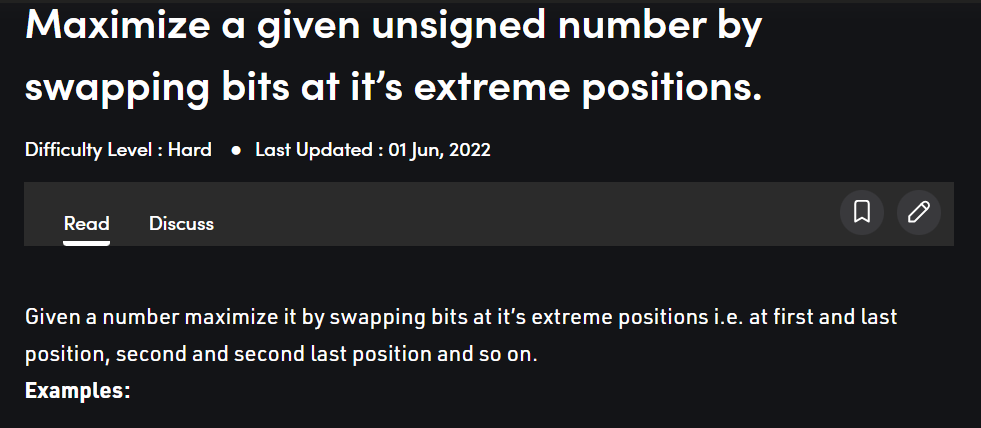 Maximize a given unsigned number by
swapping bits at it’s extreme positions.
Difficulty Level : Hard ● Last Updated : 01 Jun, 2022
Read Discuss
Given a number maximize it by swapping bits at it’s extreme positions i.e. at first and last
position, second and second last position and so on.
Examples: